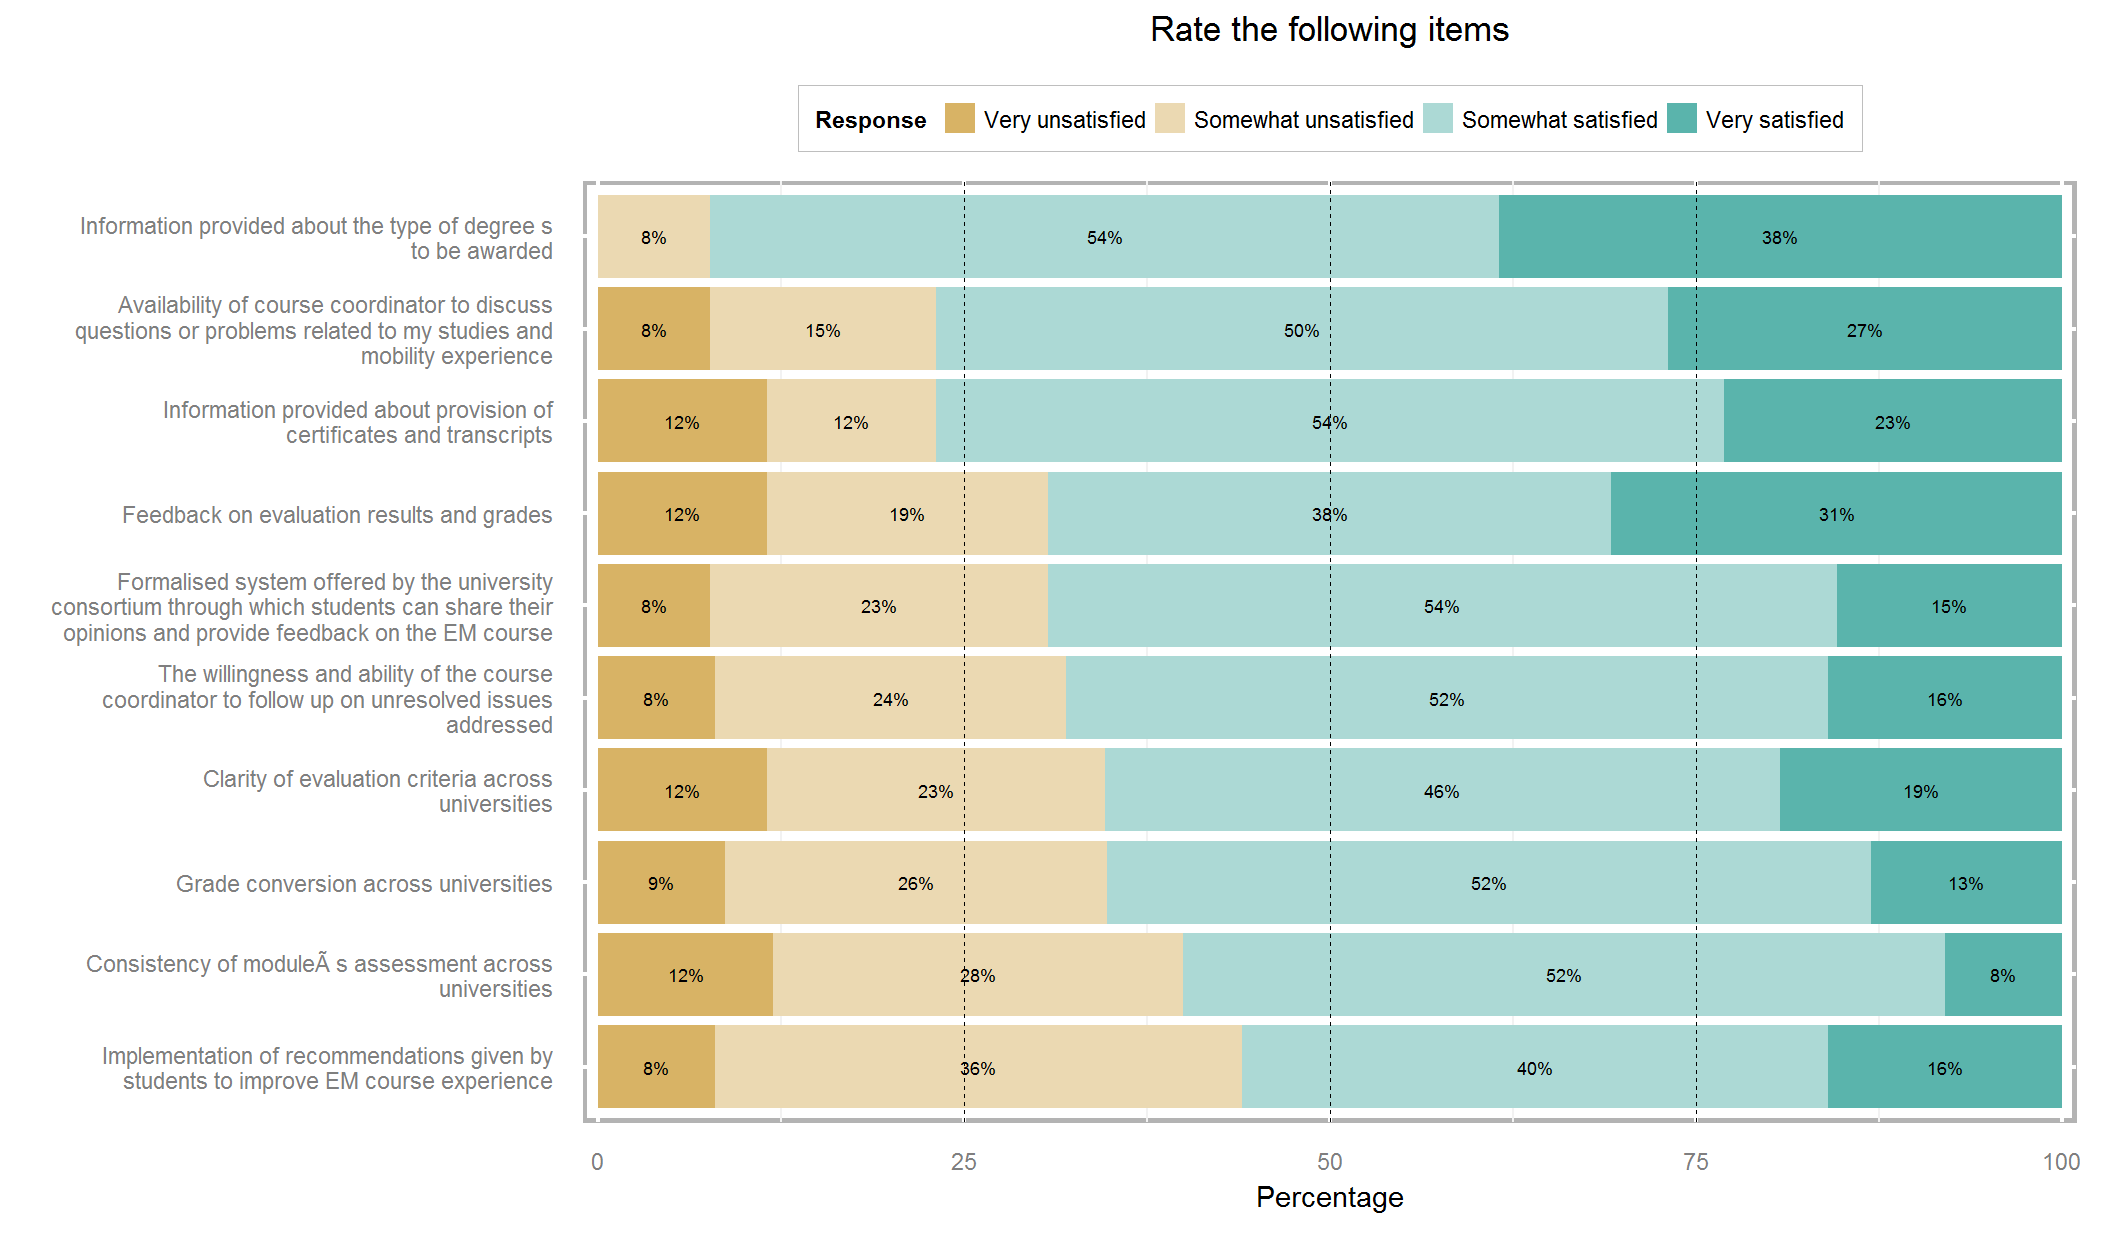 Rate the following items
Response Very unsatisfied Somewhat unsatisfied Somewhat satisfied Very satisfied
Information provided about the type of degree s
to be awarded
8% 54% 38%
Availability of course coordinator to discuss
questions or problems related to my studies and
mobility experience
8% 15% 50% 27%
Information provided about provision of
certificates and transcripts
12% 12% 54% 23%
Feedback on evaluation results and grades
12% 19% 38% 31%
Formalised system offered by the university
consortium through which students can share their
opinions and provide feedback on the EM course
8% 23% 54% 15%
The willingness and ability of the course
coordinator to follow up on unresolved issues
addressed
8% 24% 52% 16%
Clarity of evaluation criteria across
universities
12% 23% 46% 19%
Grade conversion across universities
9% 26% 52% 13%
Consistency of moduleÃ s assessment across
universities
12% 28% 52% 8%
Implementation of recommendations given by
students to improve EM course experience
8% 36% 40% 16%
0 25 50 75 100
Percentage